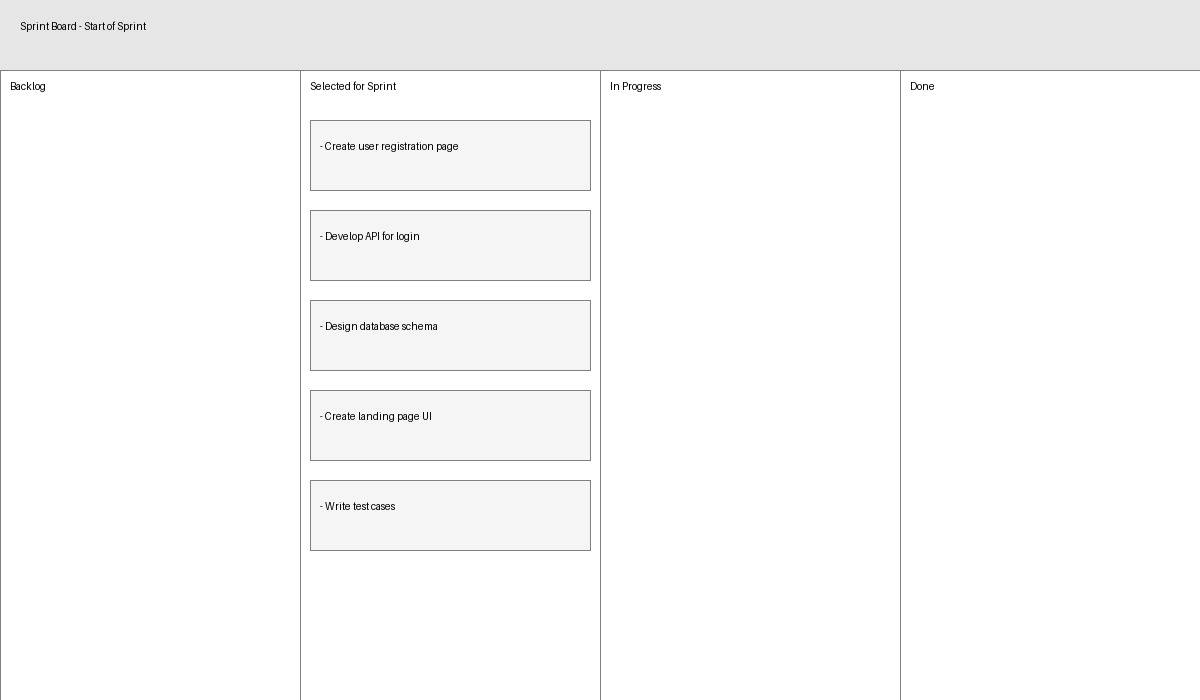 Sprint Board - Start of Sprint
Backlog
Selected for Sprint
In Progress
Done
- Create user registration page
- Develop API for login
- Design database schema
- Create landing page UI
- Write test cases